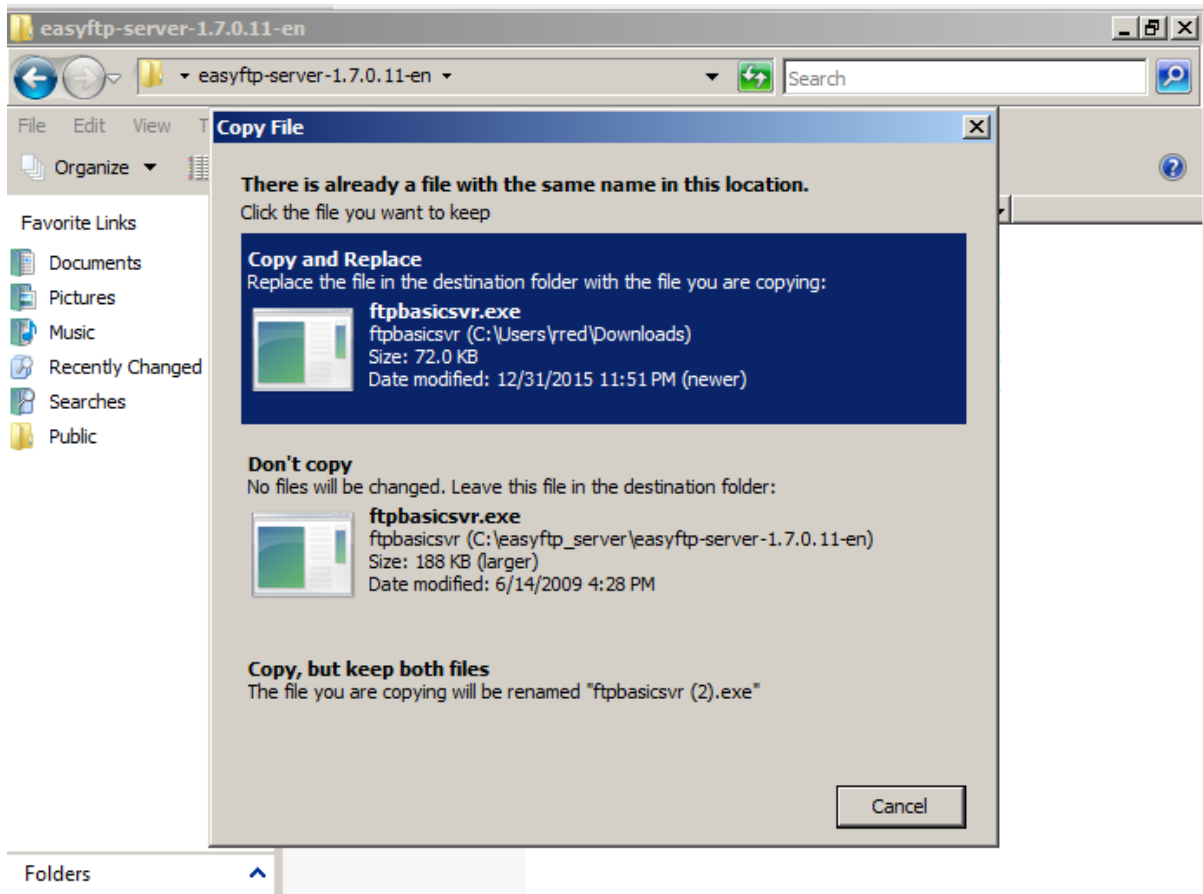 easyftp-server-1.7.0.11-en
easyftp-server-1.7.0.11-en
Search
File Edit View T
Organize
Copy File
There is already a file with the same name in this location.
Click the file you want to keep
Favorite Links
Documents
Pictures
Music
Recently Changed
Searches
Public
Copy and Replace
Replace the file in the destination folder with the file you are copying:
ftpbasicsvr.exe
ftpbasicsvr (C:\Users\rred\Downloads)
Size: 72.0 KB
Date modified: 12/31/2015 11:51 PM (newer)
Don't copy
No files will be changed. Leave this file in the destination folder:
ftpbasicsvr.exe
ftpbasicsvr (C:\easyftp_server\easyftp-server-1.7.0.11-en)
Size: 188 KB (larger)
Date modified: 6/14/2009 4:28 PM
Copy, but keep both files
The file you are copying will be renamed "ftpbasicsvr (2).exe"
Cancel
Folders